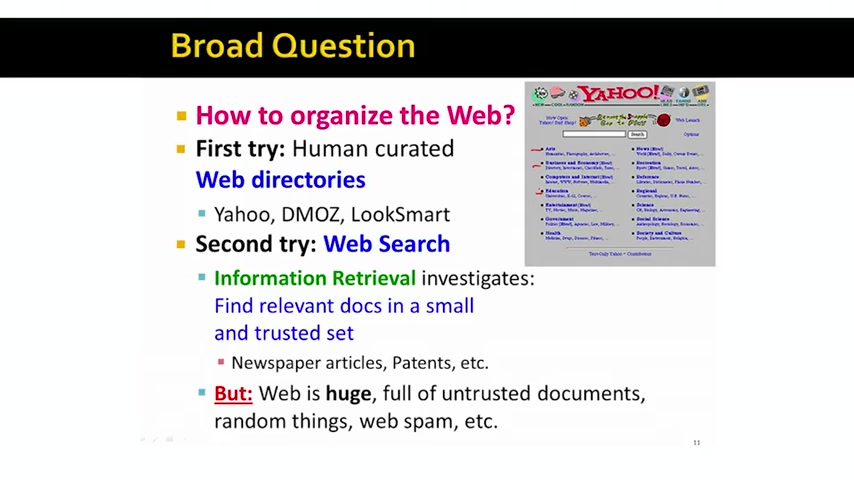 Broad Question
How to organize the Web?
First try: Human curated
Web directories
Yahoo, DMOZ, LookSmart
Second try: Web Search
Information Retrieval investigates:
Find relevant docs in a small
and trusted set
Newspaper articles, Patents, etc.
But: Web is huge, full of untrusted documents,
random things, web spam, etc.
YAHOO!
Search
Options
Arts
Business and Economy
Computers and Internet
Education
Entertainment
Government
Health
News
Recreation
Reference
Regional
Science
Social Science
Society and Culture
11